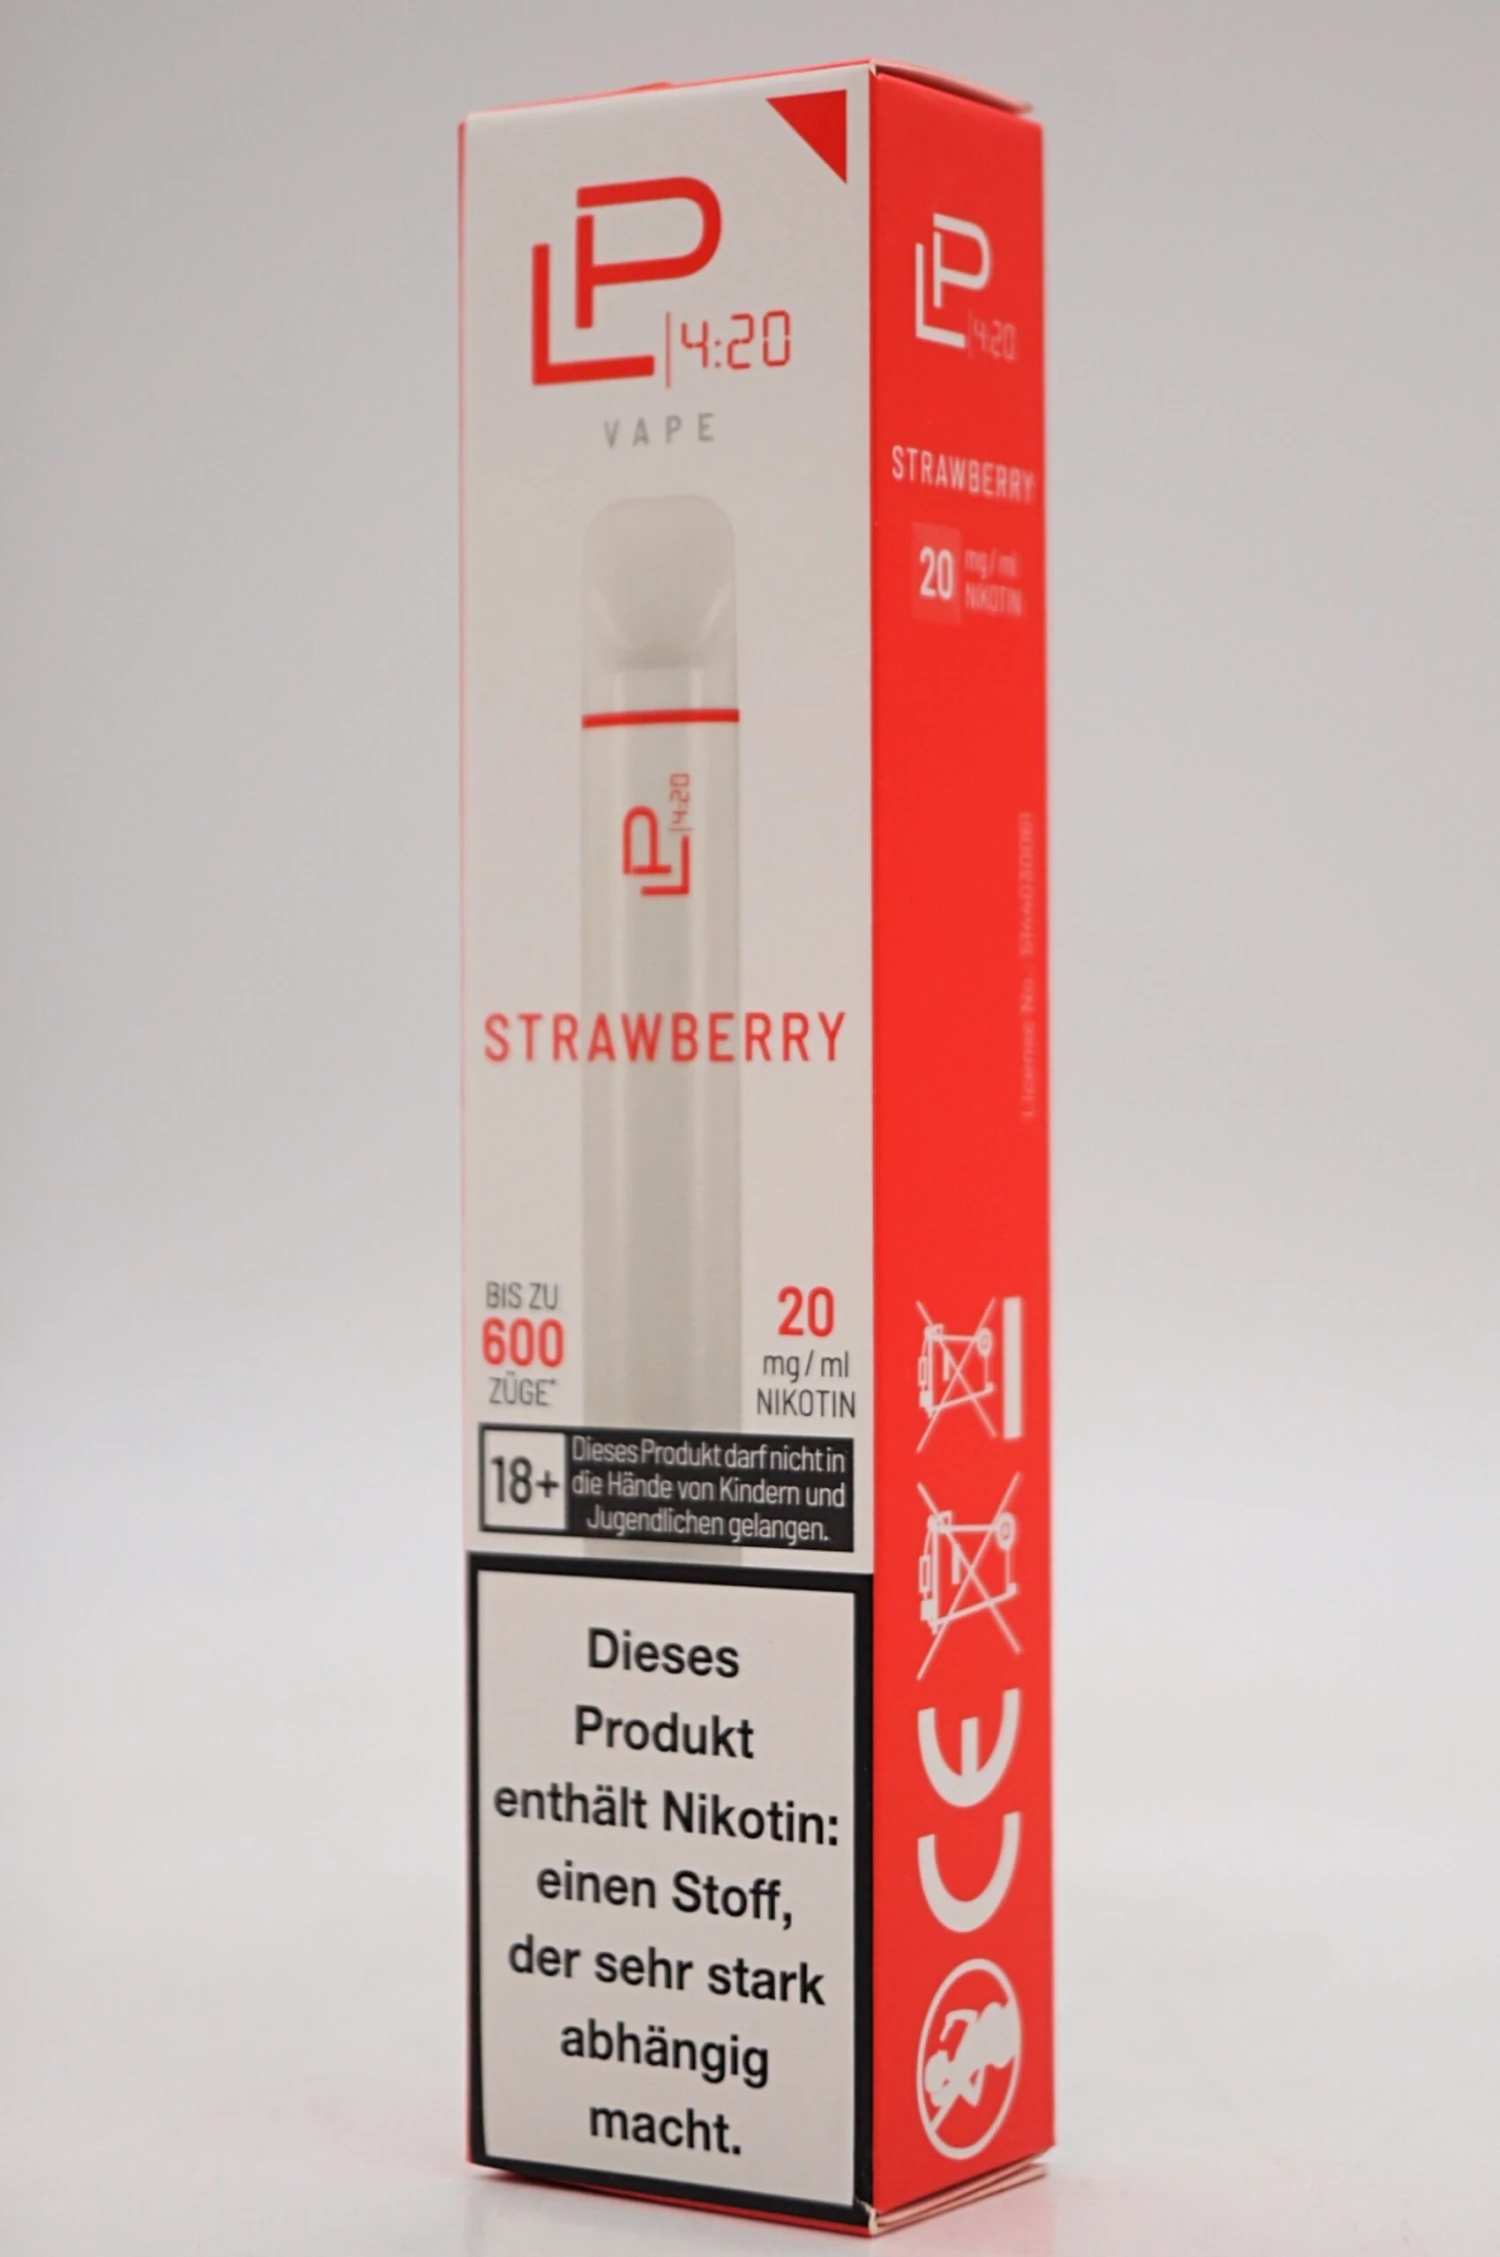 LP|4:20
VAPE
LP|4:20
STRAWBERRY
BIS ZU
600
ZÜGE*
20
mg/ml
NIKOTIN
18+
Dieses Produkt darf nicht in
die Hände von Kindern und
Jugendlichen gelangen.
Dieses
Produkt
enthält Nikotin:
einen Stoff,
der sehr stark
abhängig
macht.
LP|4:20
STRAWBERRY
20
mg/ml
NIKOTIN
License No.:
CE